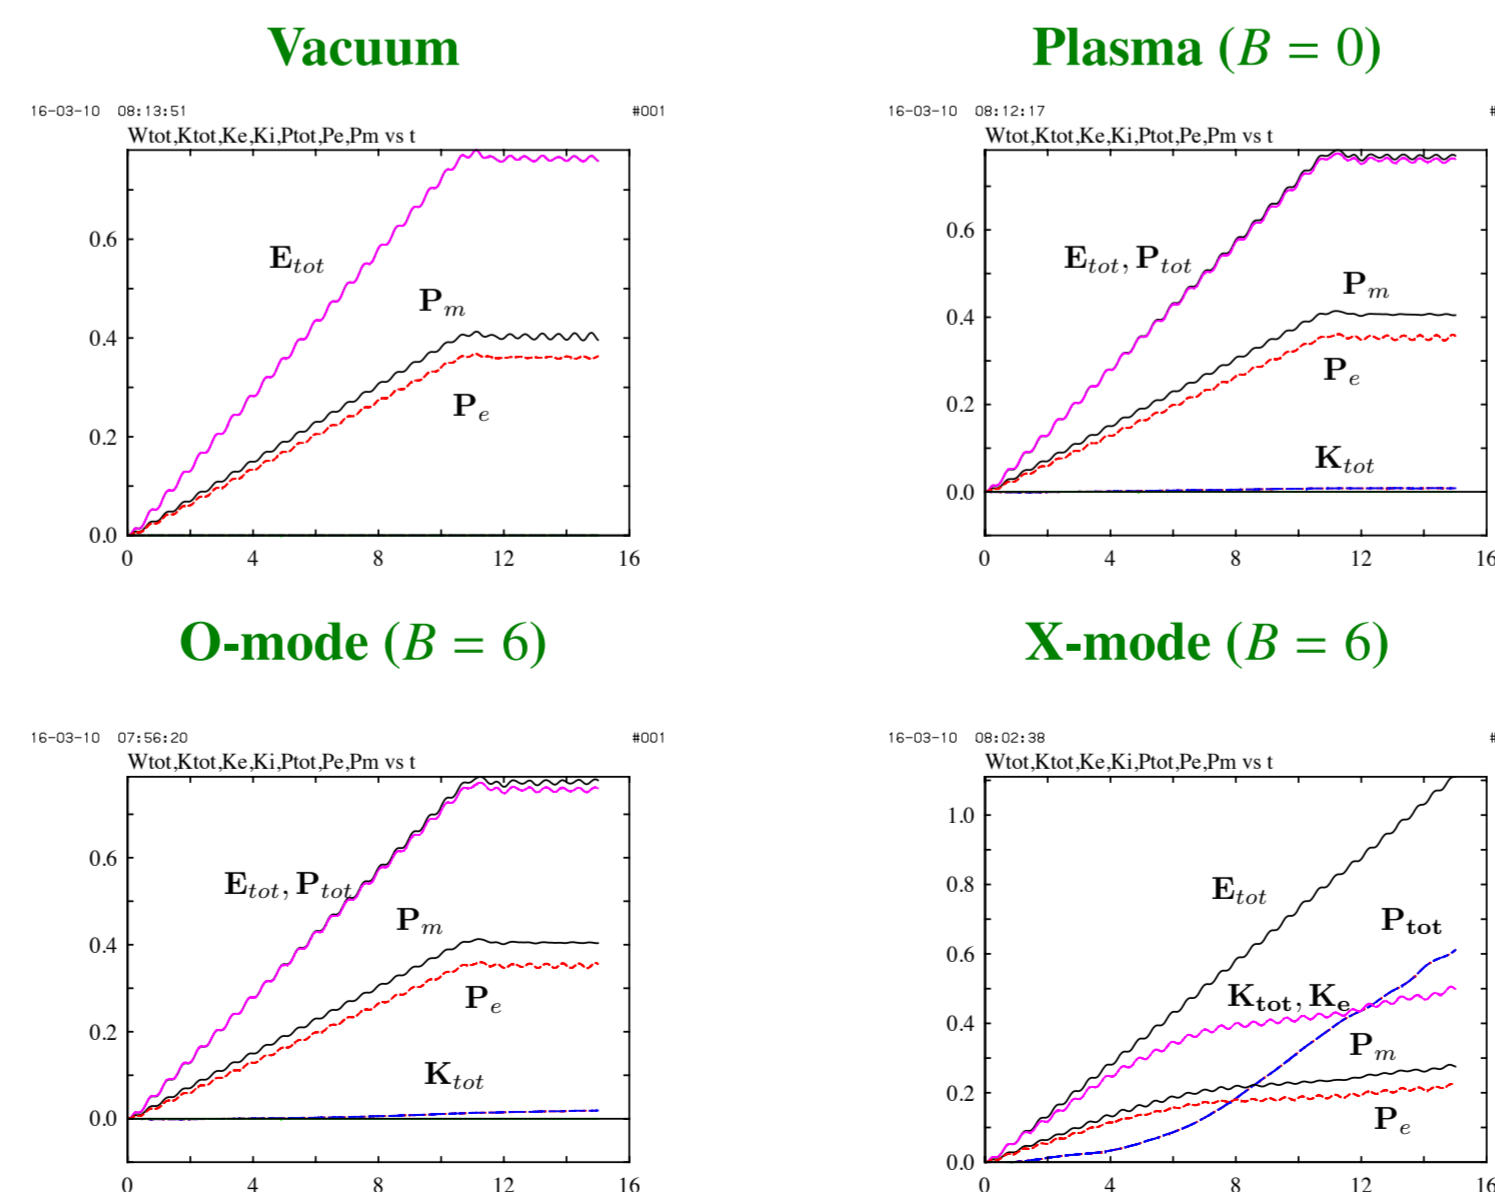 Vacuum
16-03-10 08:13:51 #001
Wtot,Ktot,Ke,Ki,Ptot,Pe,Pm vs t
0.6
0.4
0.2
0.0
E_tot
P_m
P_e
0 4 8 12 16
Plasma (B = 0)
16-03-10 08:12:17 #
Wtot,Ktot,Ke,Ki,Ptot,Pe,Pm vs t
0.6
0.4
0.2
0.0
E_tot, P_tot
P_m
P_e
K_tot
0 4 8 12 16
O-mode (B = 6)
16-03-10 07:56:20 #001
Wtot,Ktot,Ke,Ki,Ptot,Pe,Pm vs t
0.6
0.4
0.2
0.0
E_tot, P_tot
P_m
P_e
K_tot
0 4 8 12 16
X-mode (B = 6)
16-03-10 08:02:38 #
Wtot,Ktot,Ke,Ki,Ptot,Pe,Pm vs t
1.0
0.8
0.6
0.4
0.2
0.0
E_tot
P_tot
K_tot, K_e
P_m
P_e
0 4 8 12 16